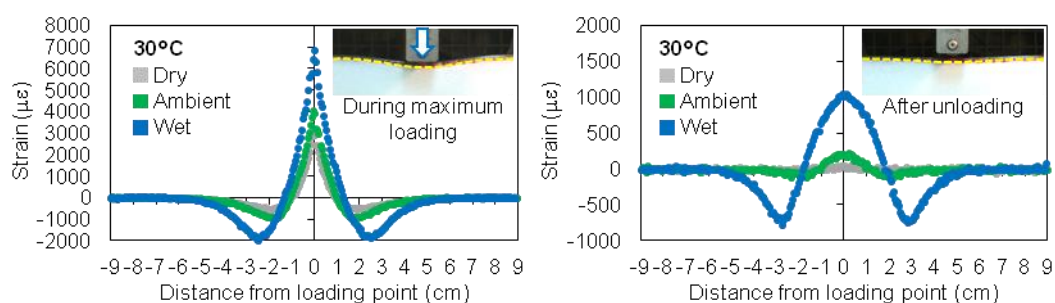 8000
7000
6000
5000
4000
3000
2000
1000
0
-1000
-2000
Strain (µε)
30°C
Dry
Ambient
Wet
During maximum
loading
-9 -8 -7 -6 -5 -4 -3 -2 -1 0 1 2 3 4 5 6 7 8 9
Distance from loading point (cm)
2000
1500
1000
500
0
-500
-1000
Strain (µε)
30°C
Dry
Ambient
Wet
After unloading
-9 -8 -7 -6 -5 -4 -3 -2 -1 0 1 2 3 4 5 6 7 8 9
Distance from loading point (cm)